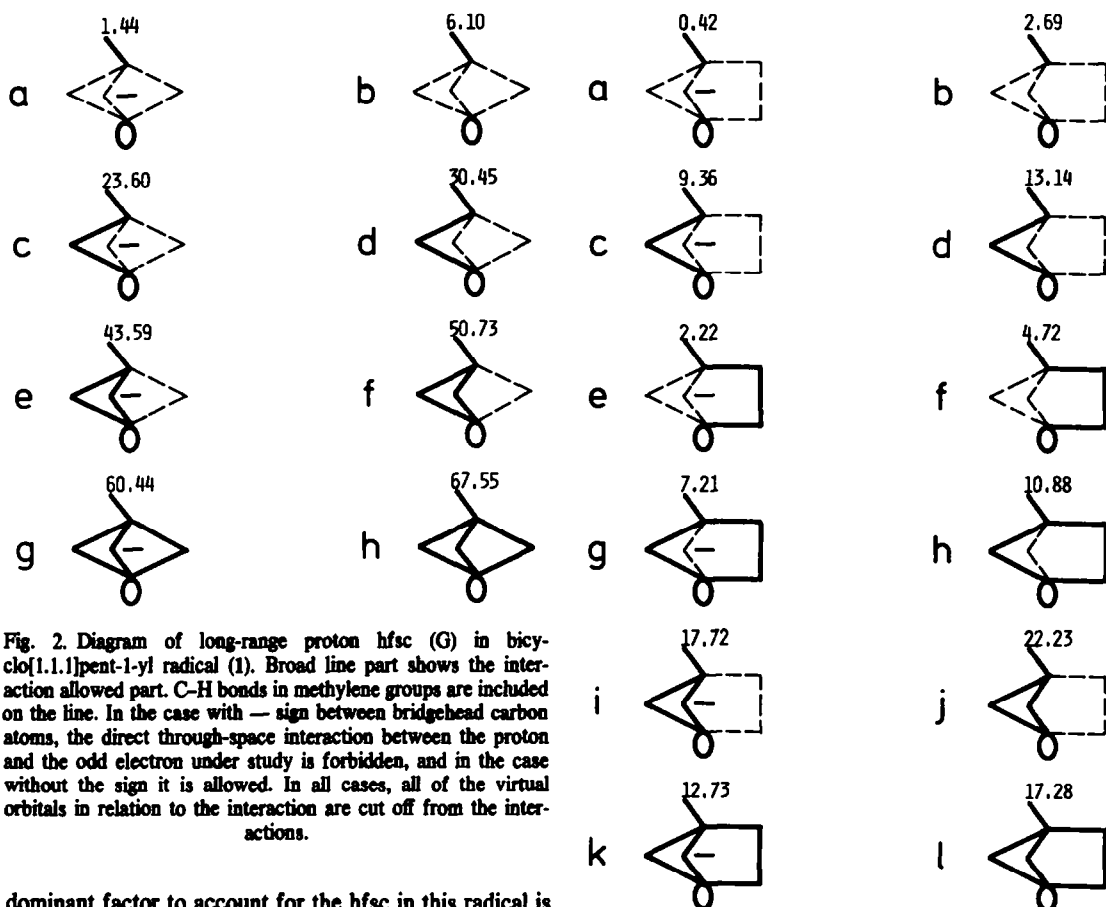 1.44
6.10
a
b
23.60
30.45
c
d
43.59
50.73
e
f
60.44
67.55
g
h
Fig. 2. Diagram of long-range proton hfsc (G) in bicy-
clo[1.1.1]pent-1-yl radical (1). Broad line part shows the inter-
action allowed part. C–H bonds in methylene groups are included
on the line. In the case with — sign between bridgehead carbon
atoms, the direct through-space interaction between the proton
and the odd electron under study is forbidden, and in the case
without the sign it is allowed. In all cases, all of the virtual
orbitals in relation to the interaction are cut off from the inter-
actions.
dominant factor to account for the hfsc in this radical is
0.42
2.69
a
b
9.36
13.14
c
d
2.22
4.72
e
f
7.21
10.88
g
h
17.72
22.23
i
j
12.73
17.28
k
l